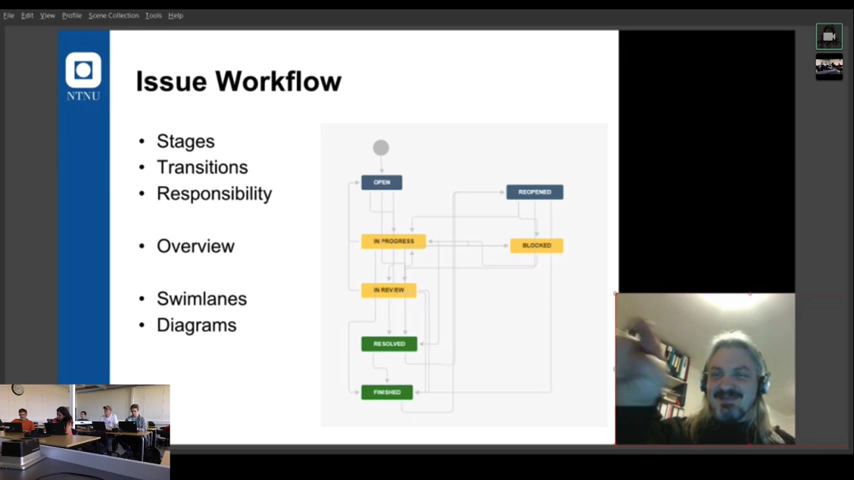 File Edit View Profile Scene Collection Tools Help
Issue Workflow
NTNU
• Stages
• Transitions
• Responsibility
• Overview
• Swimlanes
• Diagrams
OPEN
REOPENED
IN PROGRESS
BLOCKED
IN REVIEW
RESOLVED
FINISHED